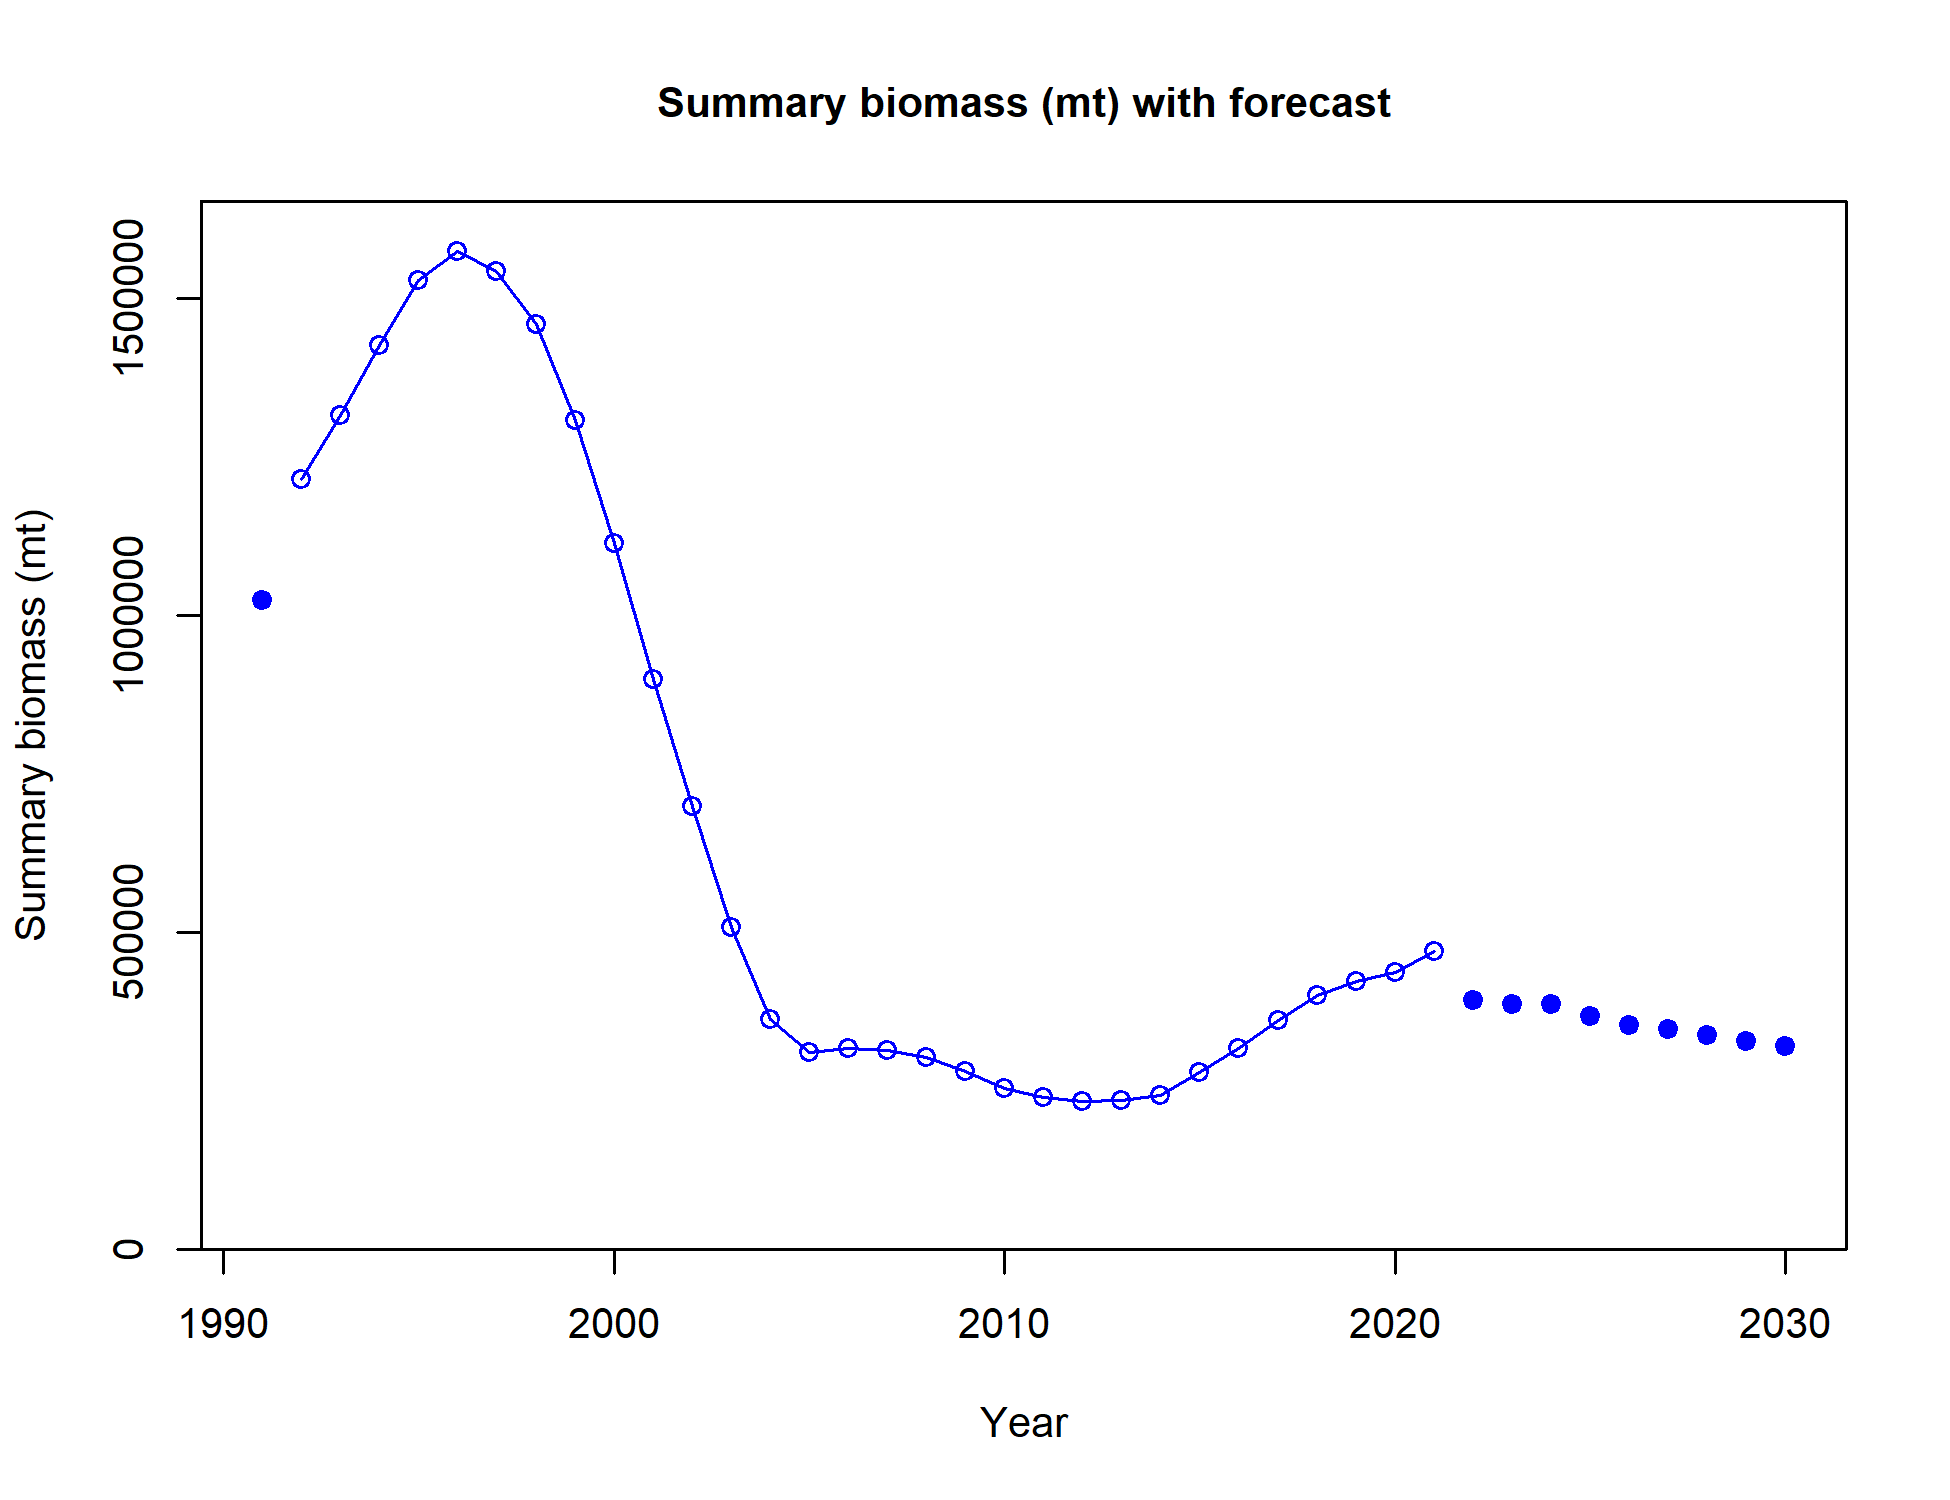 Summary biomass (mt) with forecast
Summary biomass (mt)
1500000
1000000
500000
0
1990 2000 2010 2020 2030
Year